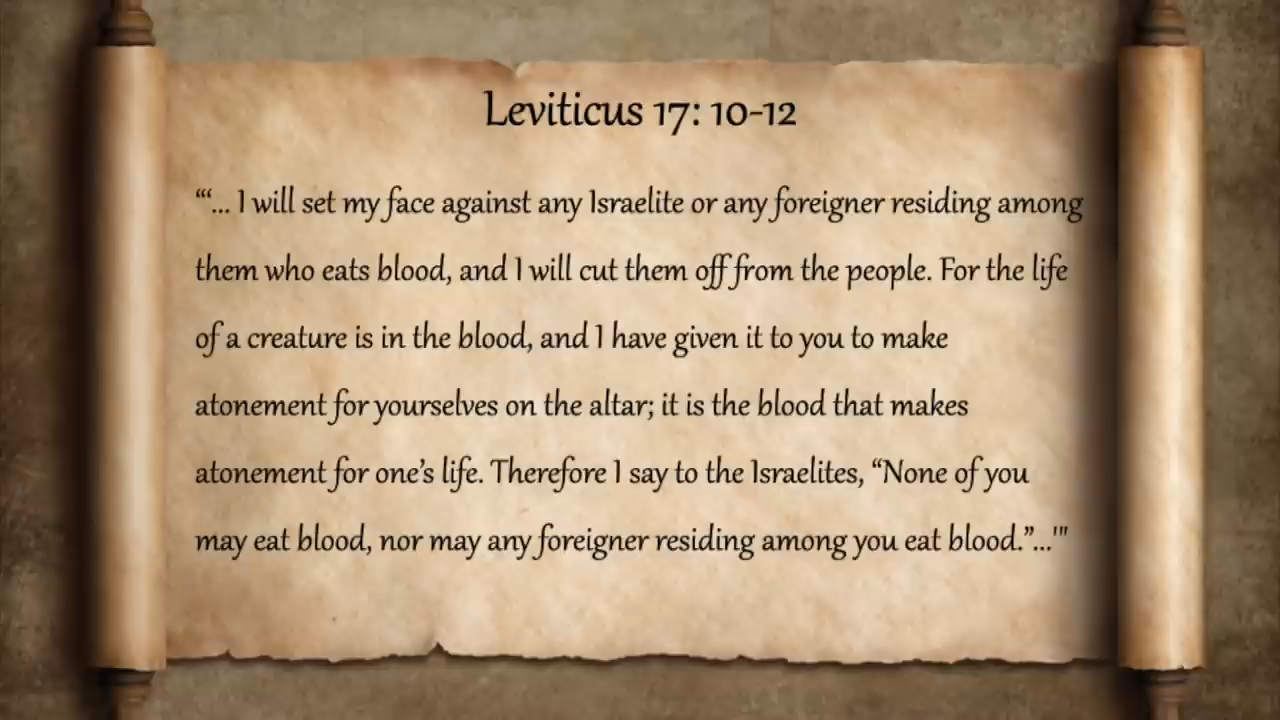 Leviticus 17: 10-12
“‘... I will set my face against any Israelite or any foreigner residing among
them who eats blood, and I will cut them off from the people. For the life
of a creature is in the blood, and I have given it to you to make
atonement for yourselves on the altar; it is the blood that makes
atonement for one’s life. Therefore I say to the Israelites, “None of you
may eat blood, nor may any foreigner residing among you eat blood.”...'"